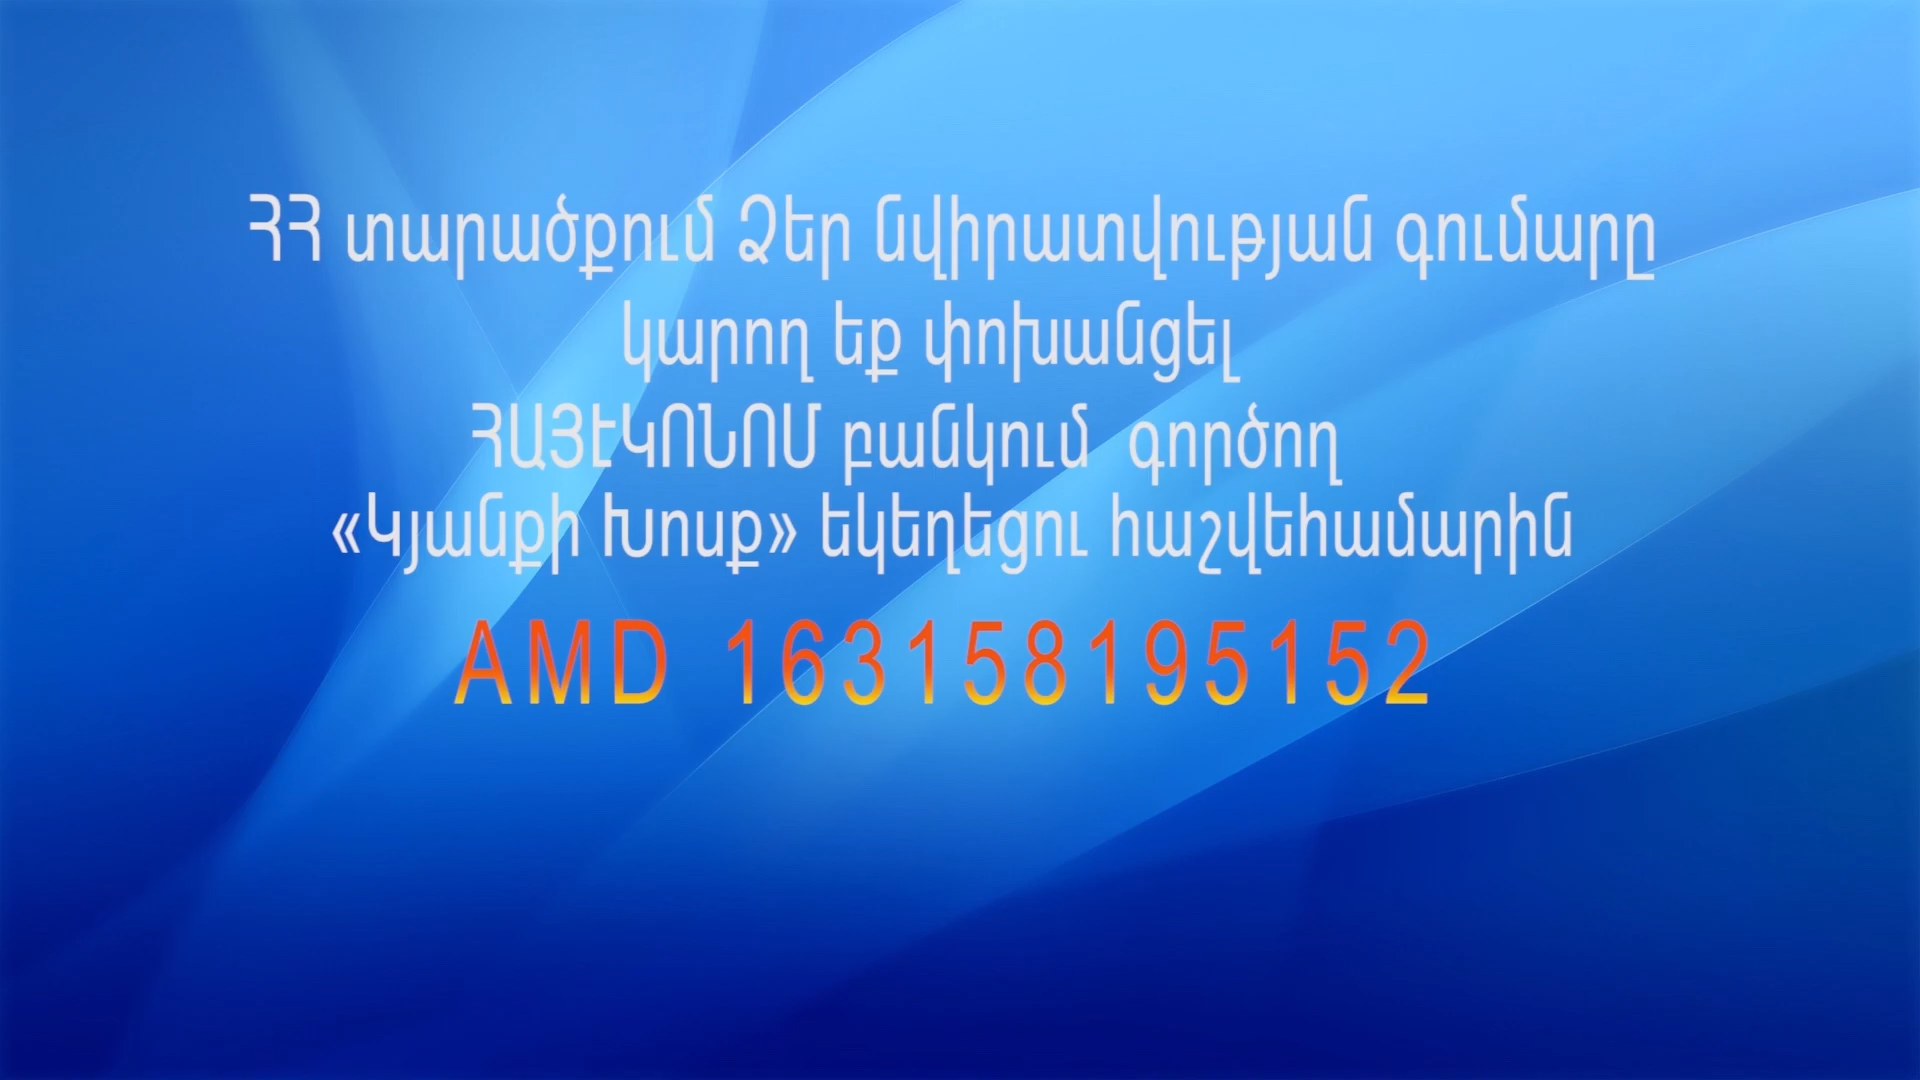 ՀՀ տարածքում Ձեր նվիրատվության գումարը
կարող եք փոխանցել
ՀԱՅԷԿՈՆՈՄ բանկում գործող
«Կյանքի Խոսք» եկեղեցու հաշվեհամարին
AMD 163158195152